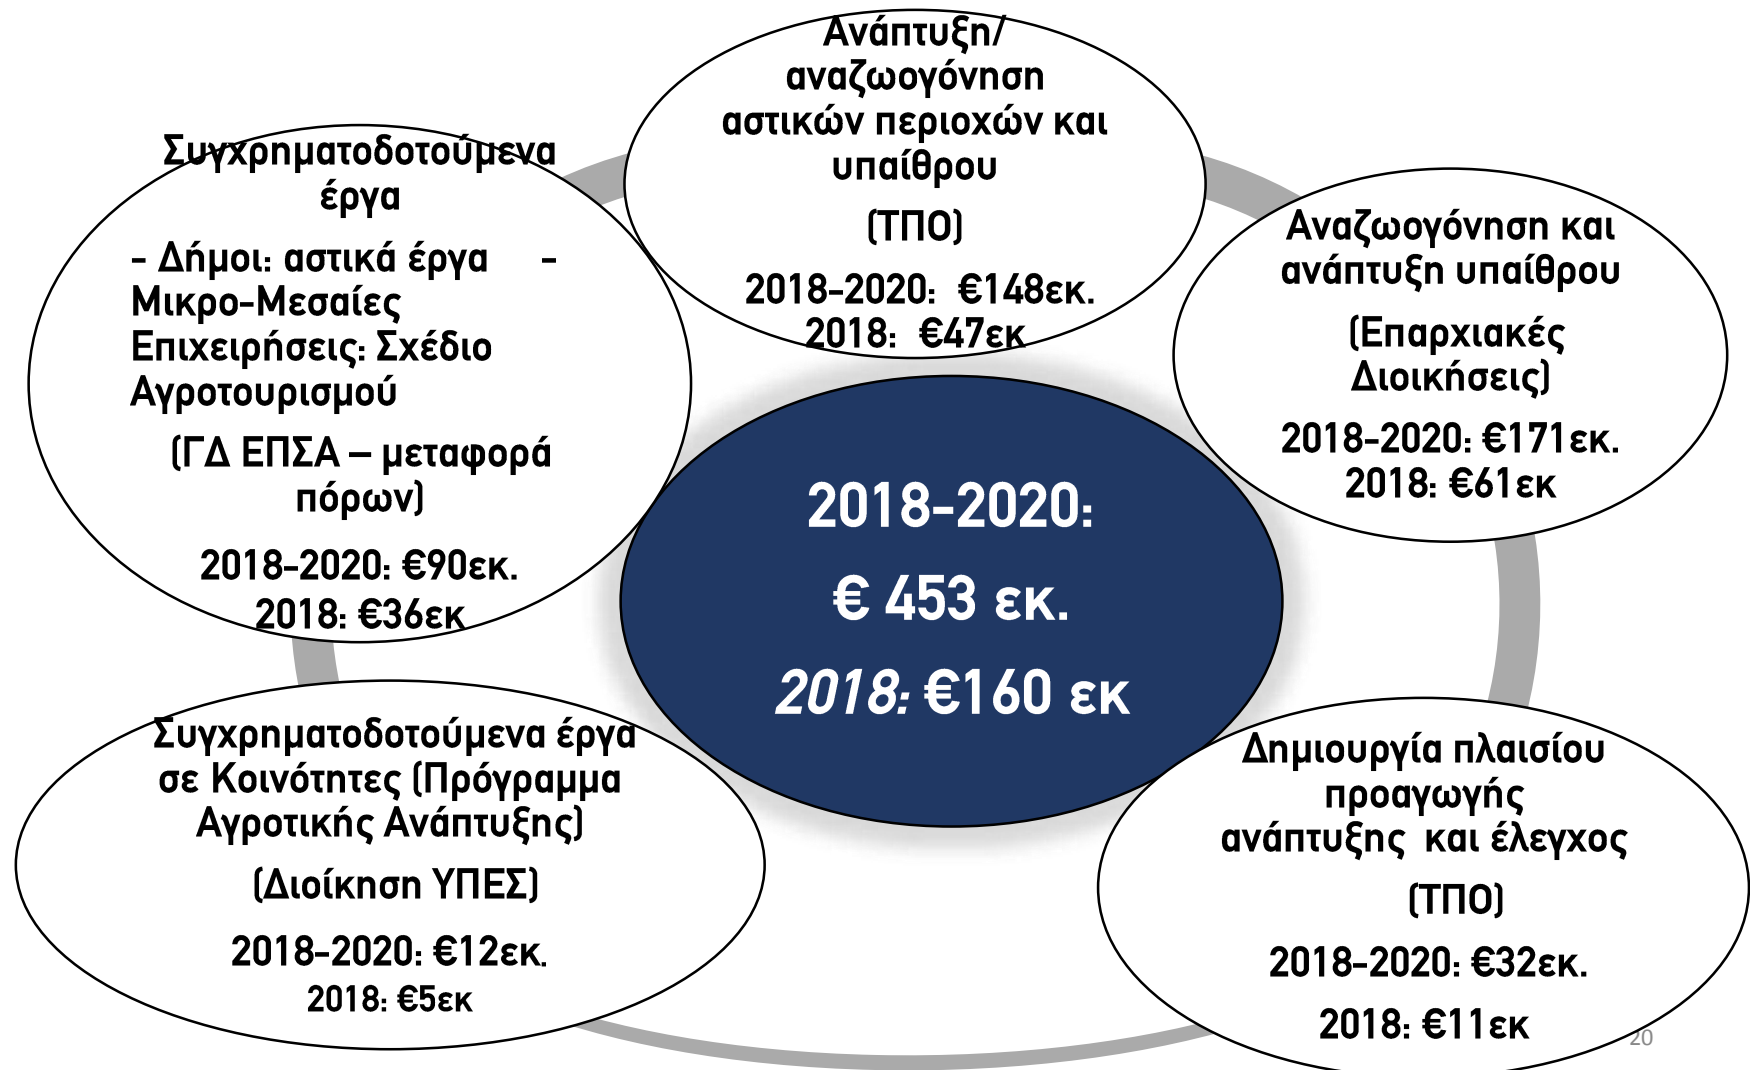 Ανάπτυξη/
αναζωογόνηση
αστικών περιοχών και
υπαίθρου
(ΤΠΟ)
2018-2020: €148εκ.
2018: €47εκ
Αναζωογόνηση και
ανάπτυξη υπαίθρου
(Επαρχιακές
Διοικήσεις)
2018-2020: €171εκ.
2018: €61εκ
Δημιουργία πλαισίου
προαγωγής
ανάπτυξης και έλεγχος
(ΤΠΟ)
2018-2020: €32εκ.
2018: €11εκ
Συγχρηματοδοτούμενα έργα
σε Κοινότητες (Πρόγραμμα
Αγροτικής Ανάπτυξης)
(Διοίκηση ΥΠΕΣ)
2018-2020: €12εκ.
2018: €5εκ
Συγχρηματοδοτούμενα
έργα
- Δήμοι: αστικά έργα -
Μικρο-Μεσαίες
Επιχειρήσεις: Σχέδιο
Αγροτουρισμού
(ΓΔ ΕΠΣΑ – μεταφορά
πόρων)
2018-2020: €90εκ.
2018: €36εκ
2018-2020:
€ 453 εκ.
2018: €160 εκ
20